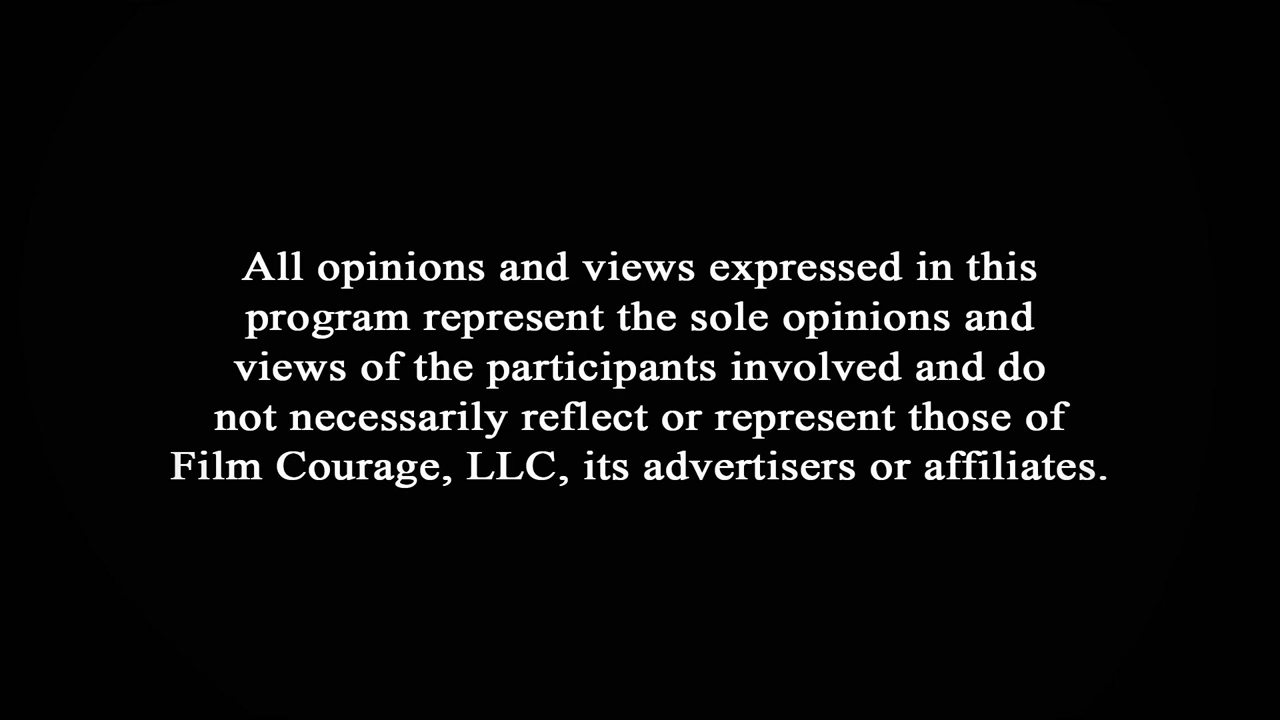 All opinions and views expressed in this
program represent the sole opinions and
views of the participants involved and do
not necessarily reflect or represent those of
Film Courage, LLC, its advertisers or affiliates.